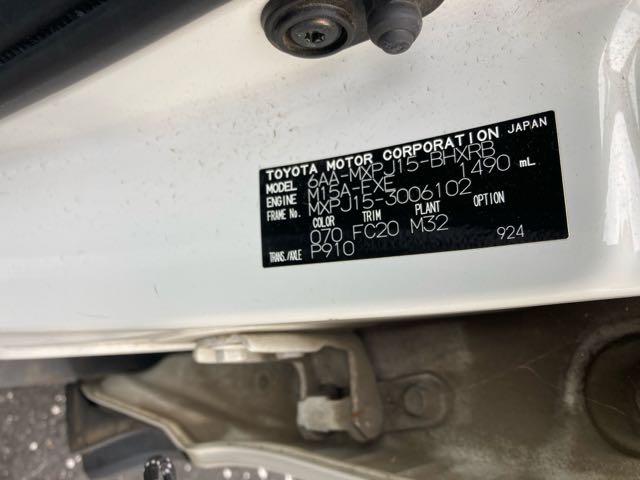 TOYOTA MOTOR CORPORATION JAPAN
MODEL 6AA-MXPJ15-BHXRB
ENGINE M15A-FXE 1490 mL
FRAME No. MXPJ15-3006102
COLOR TRIM PLANT OPTION
070 FC20 M32
TRANS./AXLE P910 924